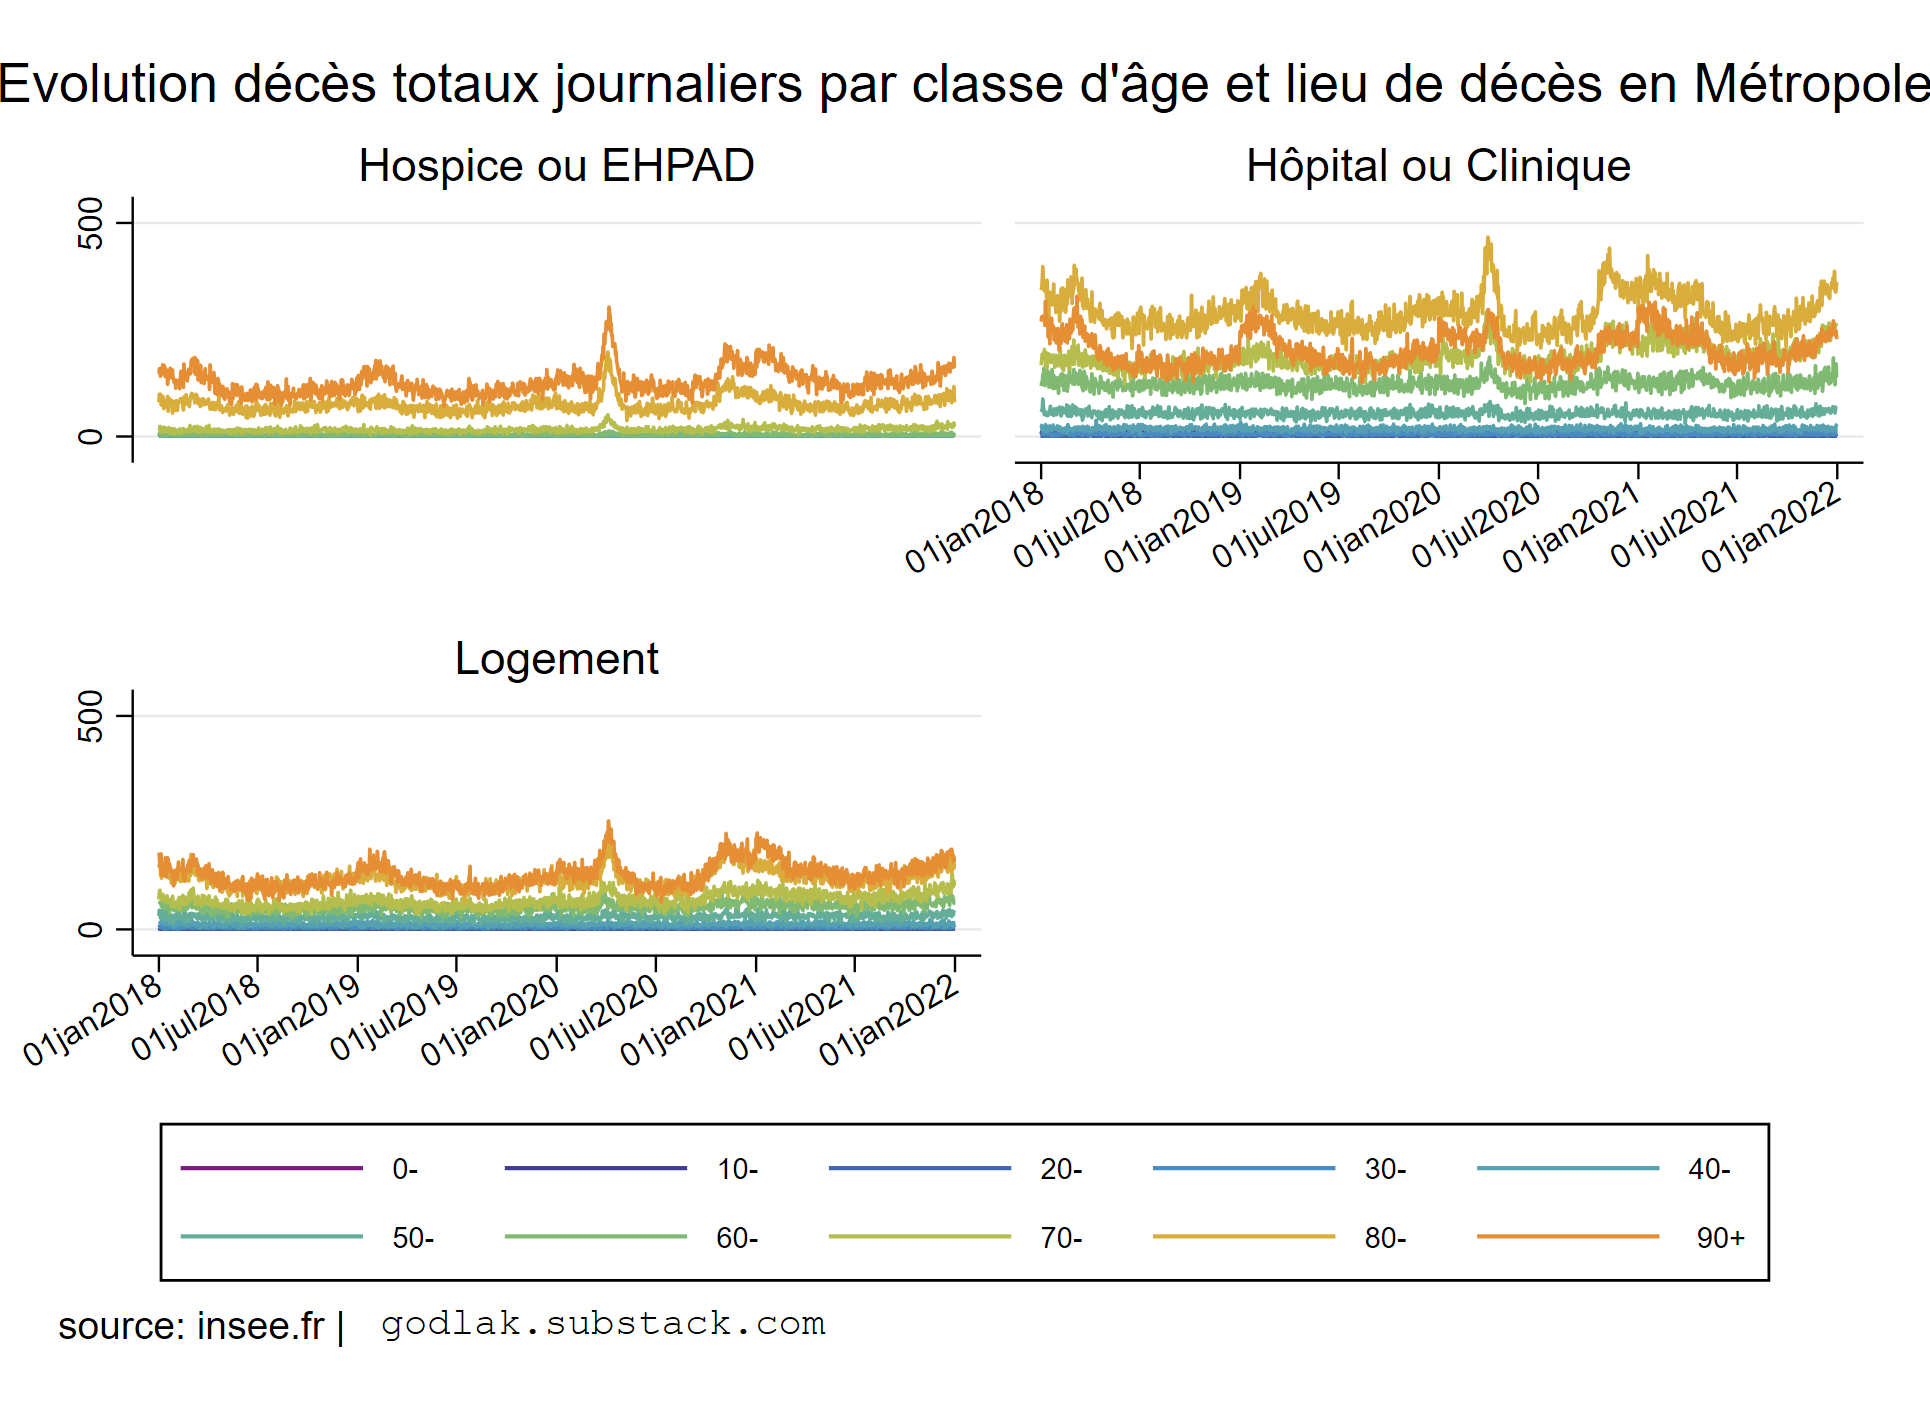 Evolution décès totaux journaliers par classe d'âge et lieu de décès en Métropole
Hospice ou EHPAD
Hôpital ou Clinique
500
0
01jan2018
01jul2018
01jan2019
01jul2019
01jan2020
01jul2020
01jan2021
01jul2021
01jan2022
Logement
500
0
01jan2018
01jul2018
01jan2019
01jul2019
01jan2020
01jul2020
01jan2021
01jul2021
01jan2022
0- 10- 20- 30- 40-
50- 60- 70- 80- 90+
source: insee.fr | godlak.substack.com